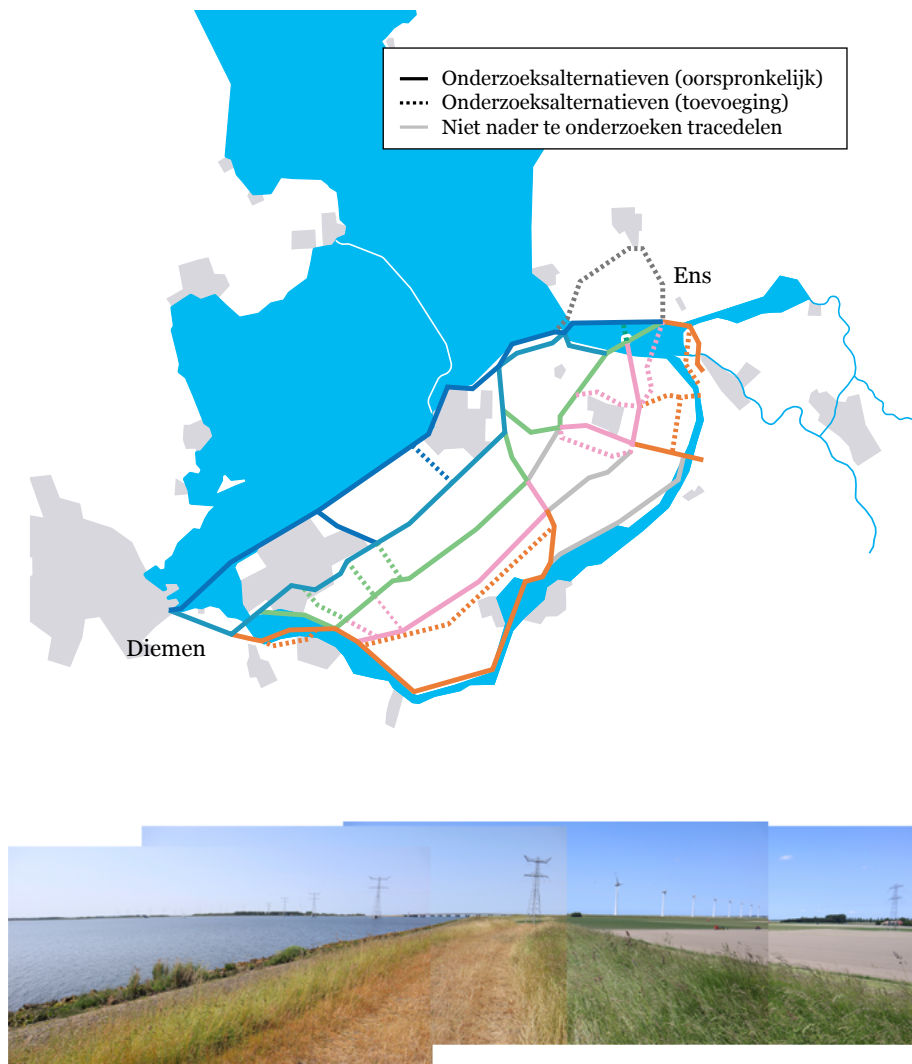 Onderzoeksalternatieven (oorspronkelijk)
Onderzoeksalternatieven (toevoeging)
Niet nader te onderzoeken tracedelen
Ens
Diemen